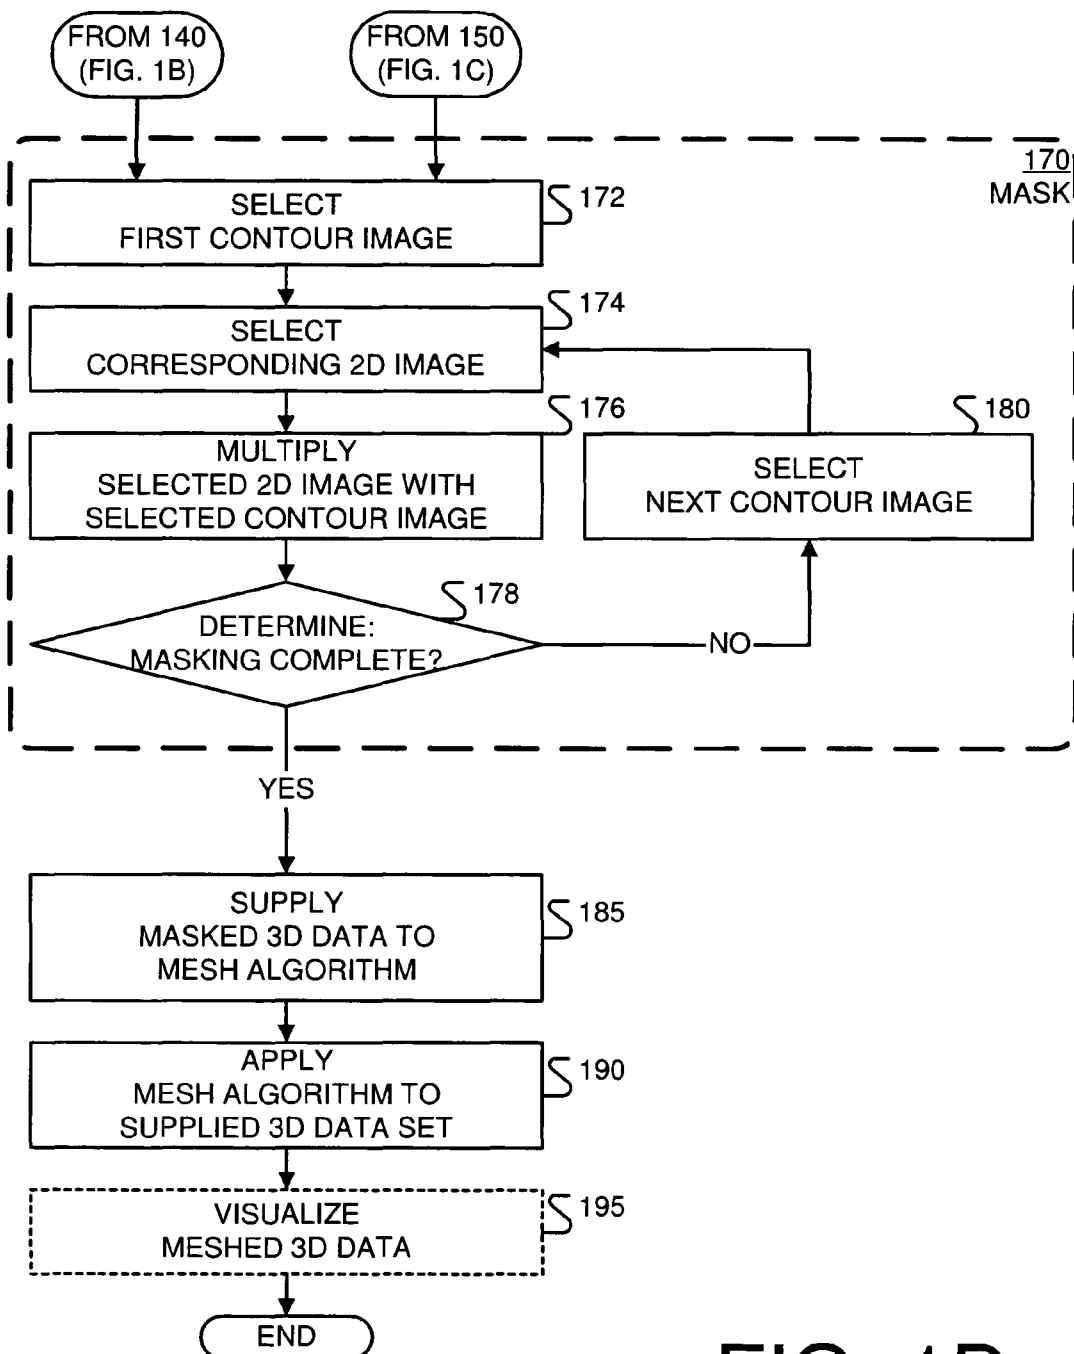 FROM 140
(FIG. 1B)
FROM 150
(FIG. 1C)
170
MASK
SELECT
FIRST CONTOUR IMAGE
172
SELECT
CORRESPONDING 2D IMAGE
174
MULTIPLY
SELECTED 2D IMAGE WITH
SELECTED CONTOUR IMAGE
176
SELECT
NEXT CONTOUR IMAGE
180
DETERMINE:
MASKING COMPLETE?
178
NO
YES
SUPPLY
MASKED 3D DATA TO
MESH ALGORITHM
185
APPLY
MESH ALGORITHM TO
SUPPLIED 3D DATA SET
190
VISUALIZE
MESHED 3D DATA
195
END
FIG. 1D